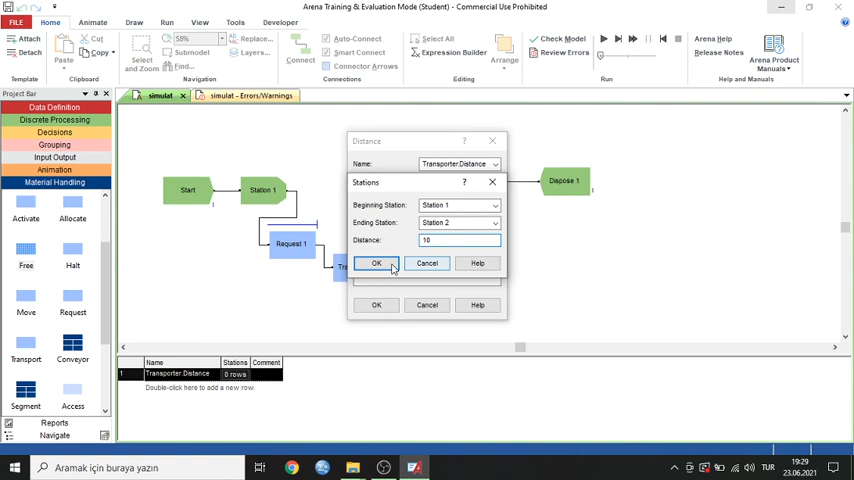 Arena Training & Evaluation Mode (Student) - Commercial Use Prohibited
FILE Home Animate Draw Run View Tools Developer
Attach
Detach
Template
Paste
Cut
Copy
Clipboard
Select and Zoom
58%
Submodel
Find...
Replace...
Layers...
Navigation
Connect
Auto-Connect
Smart Connectors
Animate Connectors
Connections
Select All
Expression Builder
Arrange
Editing
Check Model
Review Errors
Run
Arena Help
Release Notes
Arena Product
Manuals
Help and Manuals
Project Bar
Data Definition
Discrete Processing
Decisions
Grouping
Input Output
Animation
Material Handling
Activate Allocate
Free Halt
Move Request
Transport Conveyor
Segment Access
Reports
Navigate
simulat
simulat - Errors/Warnings
Start
Station 1
Request 1
Dispose 1
Distance
Name: Transporter.Distance
Stations
Beginning Station: Station 1
Ending Station: Station 2
Distance: 10
OK Cancel Help
OK Cancel Help
Name Stations Comment
1 Transporter.Distance 0 rows
Double-click here to add a new row.
Aramak için buraya yazın
TUR
19:29
23.06.2021